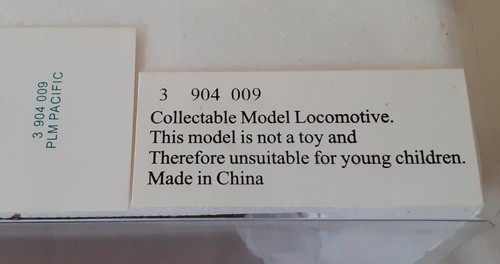 3 904 009
PLM PACIFIC
3 904 009
Collectable Model Locomotive.
This model is not a toy and
Therefore unsuitable for young children.
Made in China